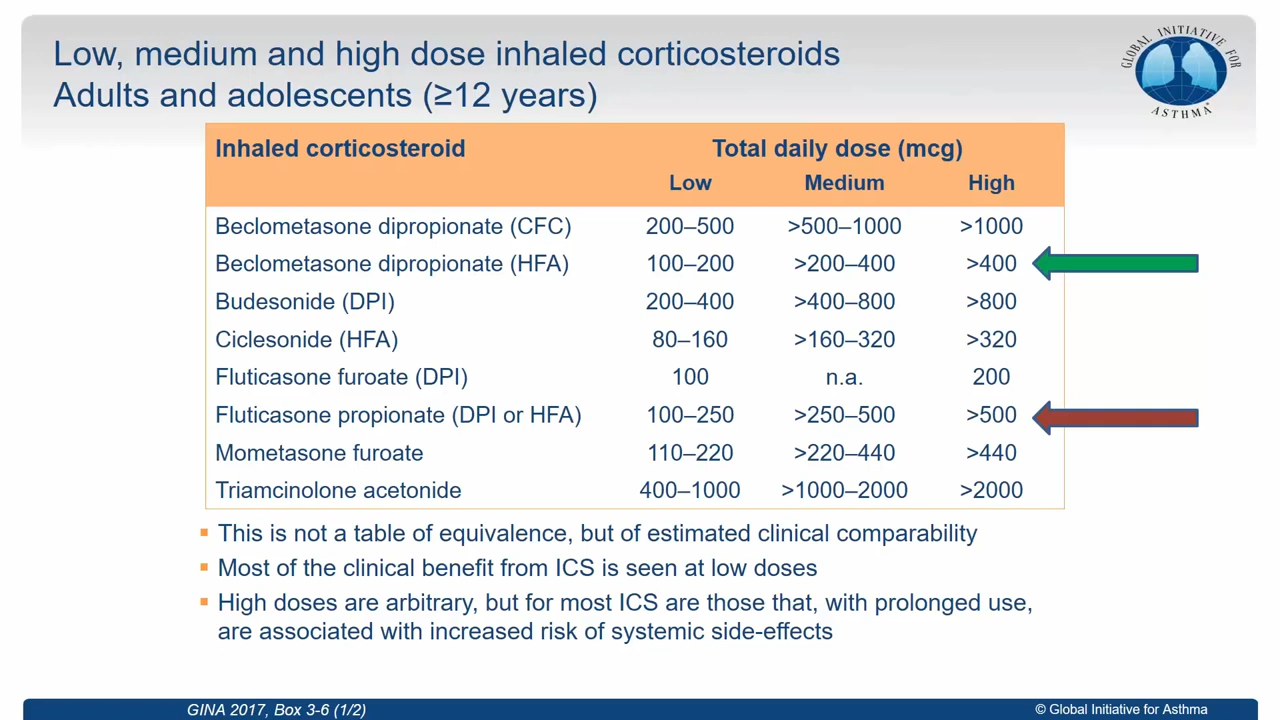 Low, medium and high dose inhaled corticosteroids
Adults and adolescents (≥12 years)
GLOBAL INITIATIVE FOR
ASTHMA
Inhaled corticosteroid Total daily dose (mcg)
Low Medium High
Beclometasone dipropionate (CFC) 200–500 >500–1000 >1000
Beclometasone dipropionate (HFA) 100–200 >200–400 >400
Budesonide (DPI) 200–400 >400–800 >800
Ciclesonide (HFA) 80–160 >160–320 >320
Fluticasone furoate (DPI) 100 n.a. 200
Fluticasone propionate (DPI or HFA) 100–250 >250–500 >500
Mometasone furoate 110–220 >220–440 >440
Triamcinolone acetonide 400–1000 >1000–2000 >2000
▪ This is not a table of equivalence, but of estimated clinical comparability
▪ Most of the clinical benefit from ICS is seen at low doses
▪ High doses are arbitrary, but for most ICS are those that, with prolonged use,
are associated with increased risk of systemic side-effects
GINA 2017, Box 3-6 (1/2) © Global Initiative for Asthma